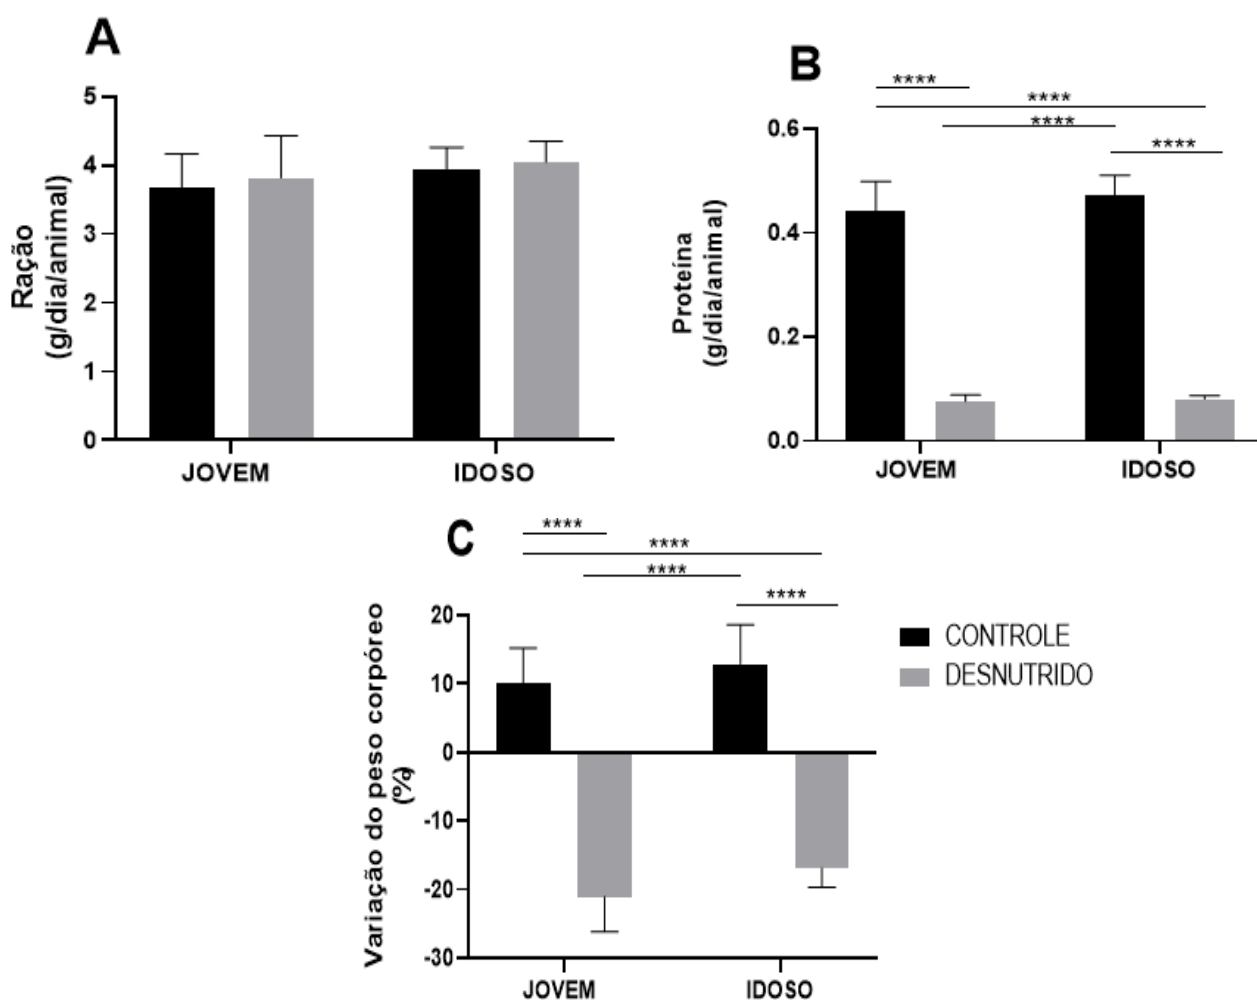 A
5
4
3
2
1
0
Ração
(g/dia/animal)
JOVEM
IDOSO
B
****
****
****
****
0.6
0.4
0.2
0.0
Proteína
(g/dia/animal)
JOVEM
IDOSO
C
****
****
****
****
20
10
0
-10
-20
-30
Variação do peso corpóreo
(%)
JOVEM
IDOSO
CONTROLE
DESNUTRIDO